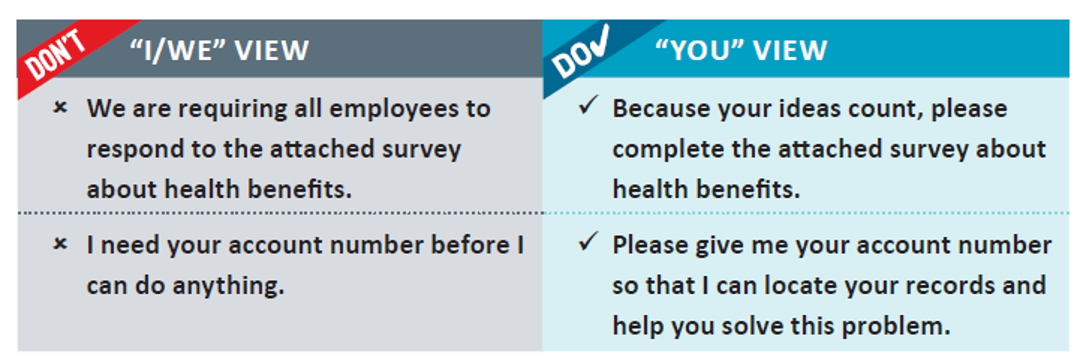 DON'T
"I/WE" VIEW
× We are requiring all employees to
respond to the attached survey
about health benefits.
× I need your account number before I
can do anything.
DO✓
"YOU" VIEW
✓ Because your ideas count, please
complete the attached survey about
health benefits.
✓ Please give me your account number
so that I can locate your records and
help you solve this problem.